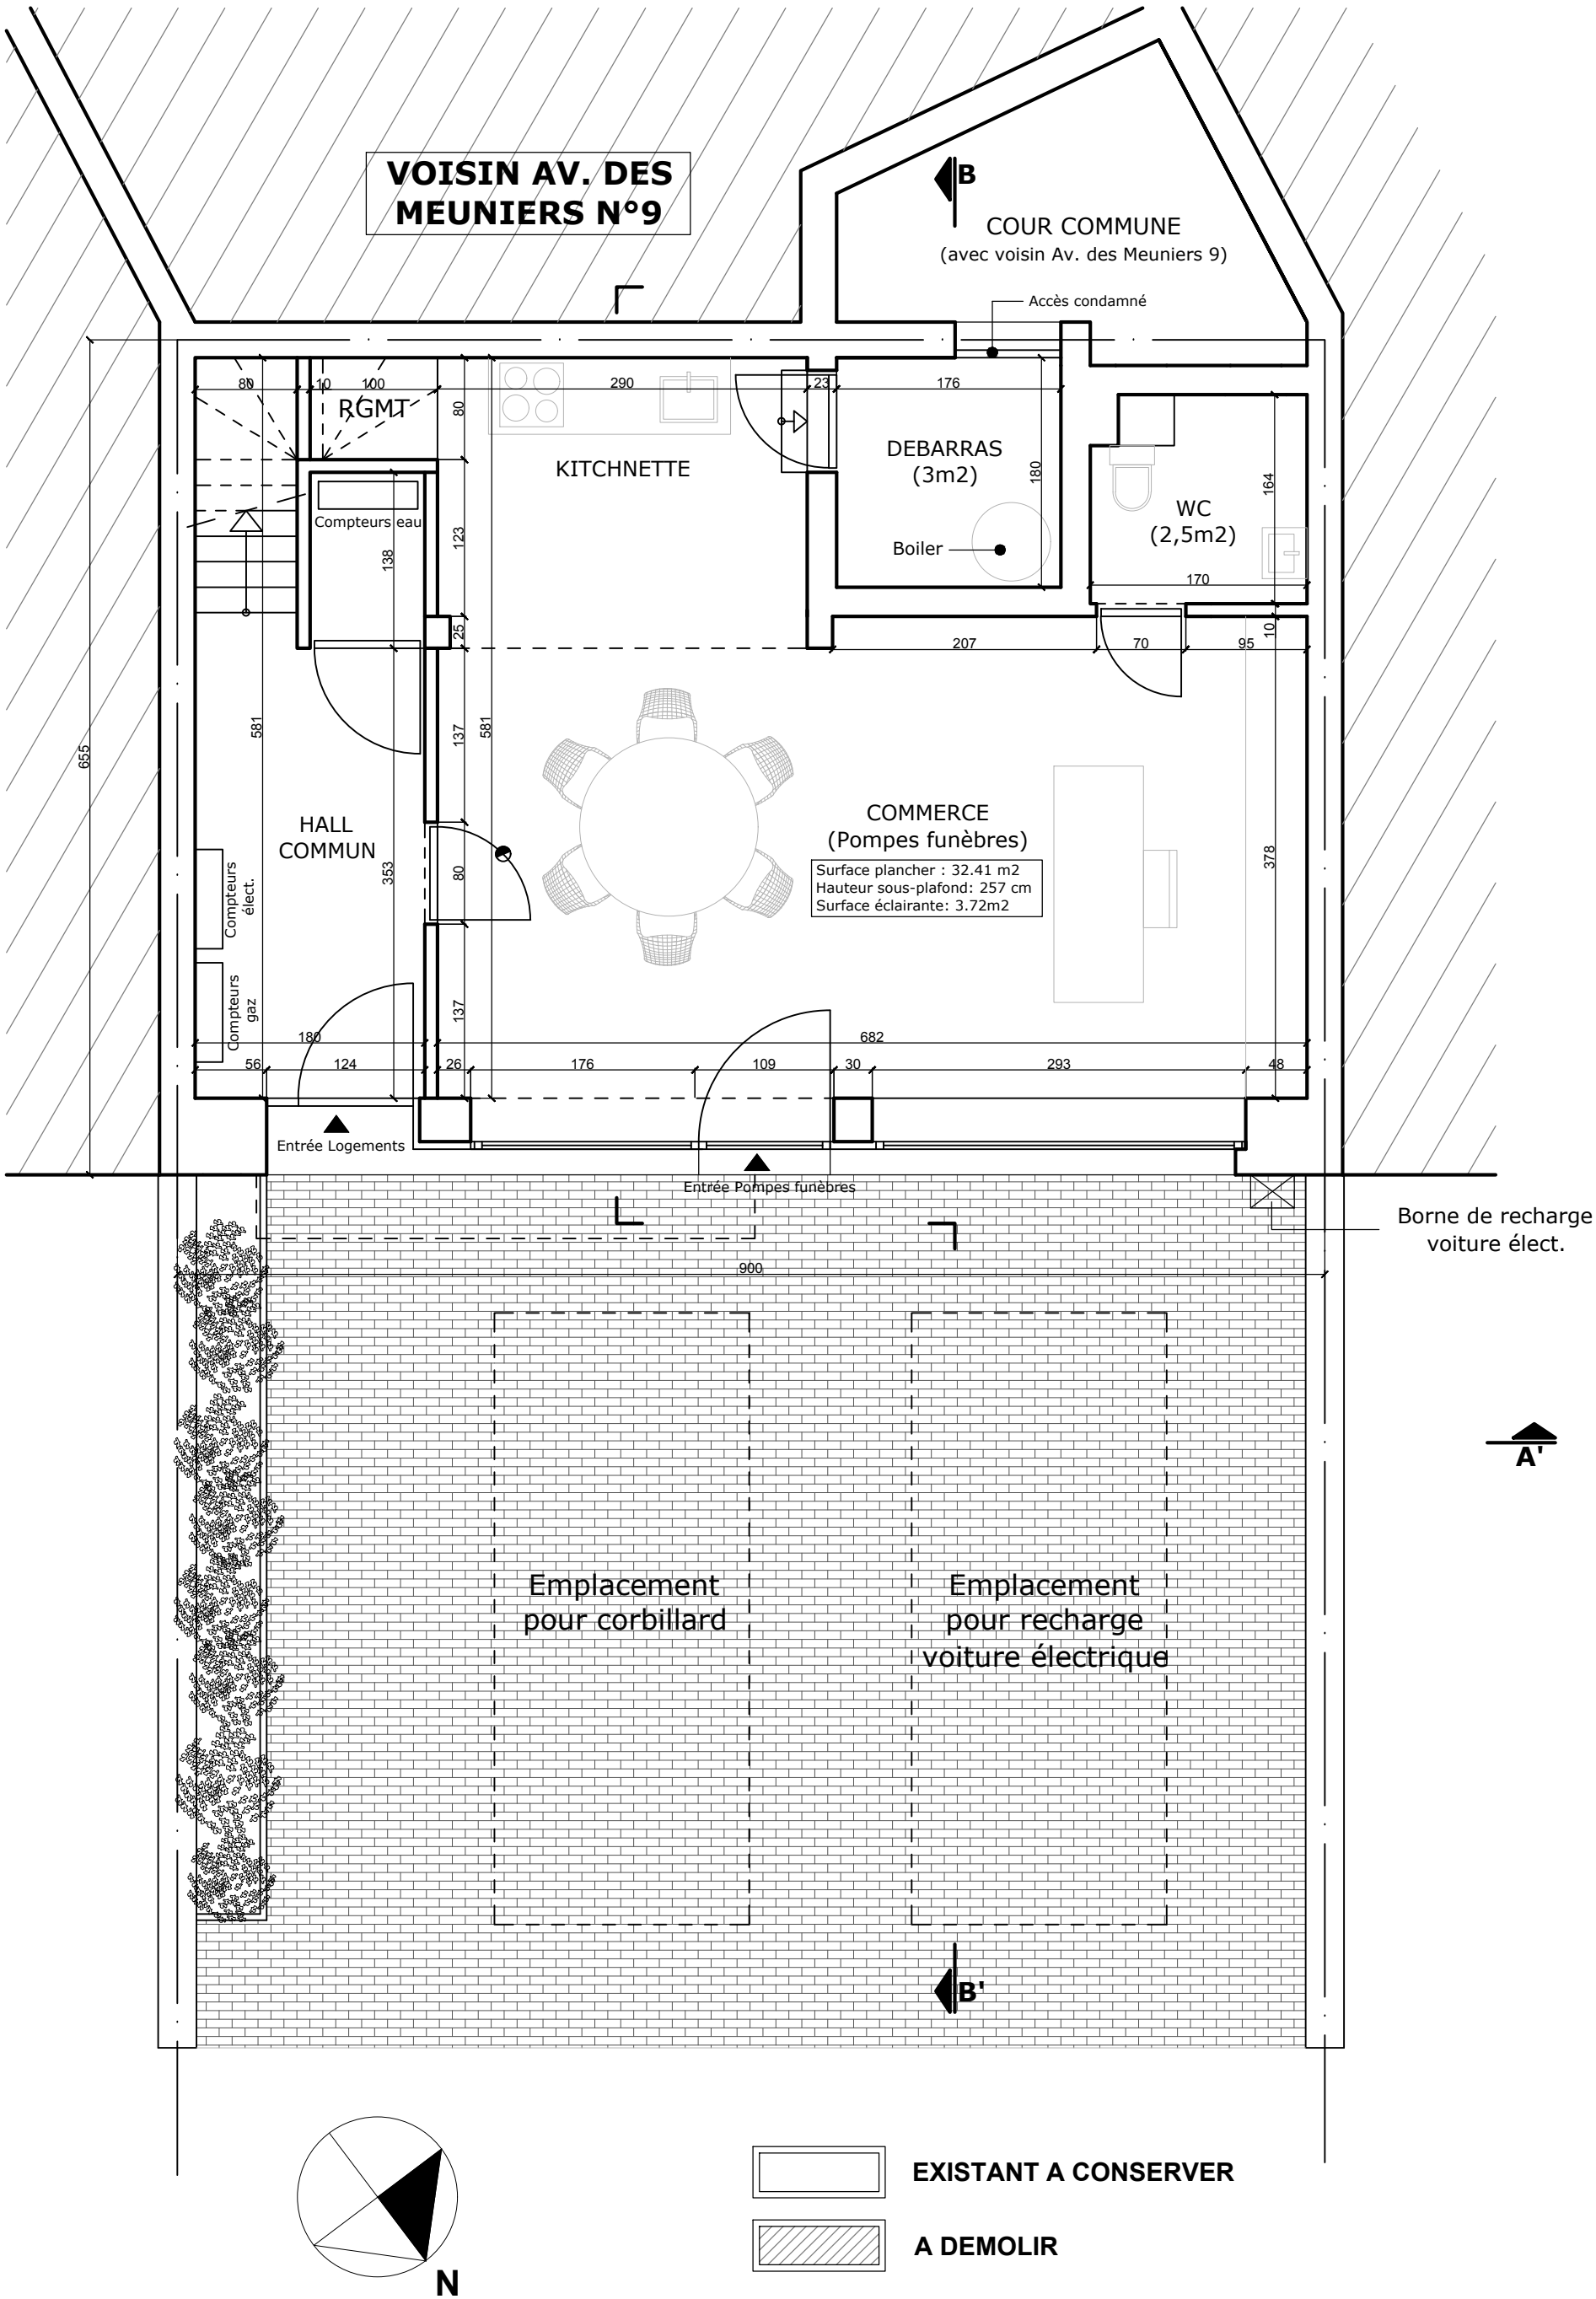 VOISIN AV. DES
MEUNIERS N°9
B
COUR COMMUNE
(avec voisin Av. des Meuniers 9)
Accès condamné
80
10
100
290
23
176
RGMT
80
KITCHNETTE
DEBARRAS
(3m2)
180
164
WC
(2,5m2)
Compteurs eau
123
138
Boiler
170
25
10
207
70
95
655
581
137
581
COMMERCE
(Pompes funèbres)
Surface plancher : 32.41 m2
Hauteur sous-plafond: 257 cm
Surface éclairante: 3.72m2
HALL
COMMUN
353
80
378
Compteurs
élect.
Compteurs
gaz
137
180
682
56
124
26
176
109
30
293
48
Entrée Logements
Entrée Pompes funèbres
Borne de recharge
voiture élect.
900
A'
Emplacement
pour corbillard
Emplacement
pour recharge
voiture électrique
B'
N
EXISTANT A CONSERVER
A DEMOLIR